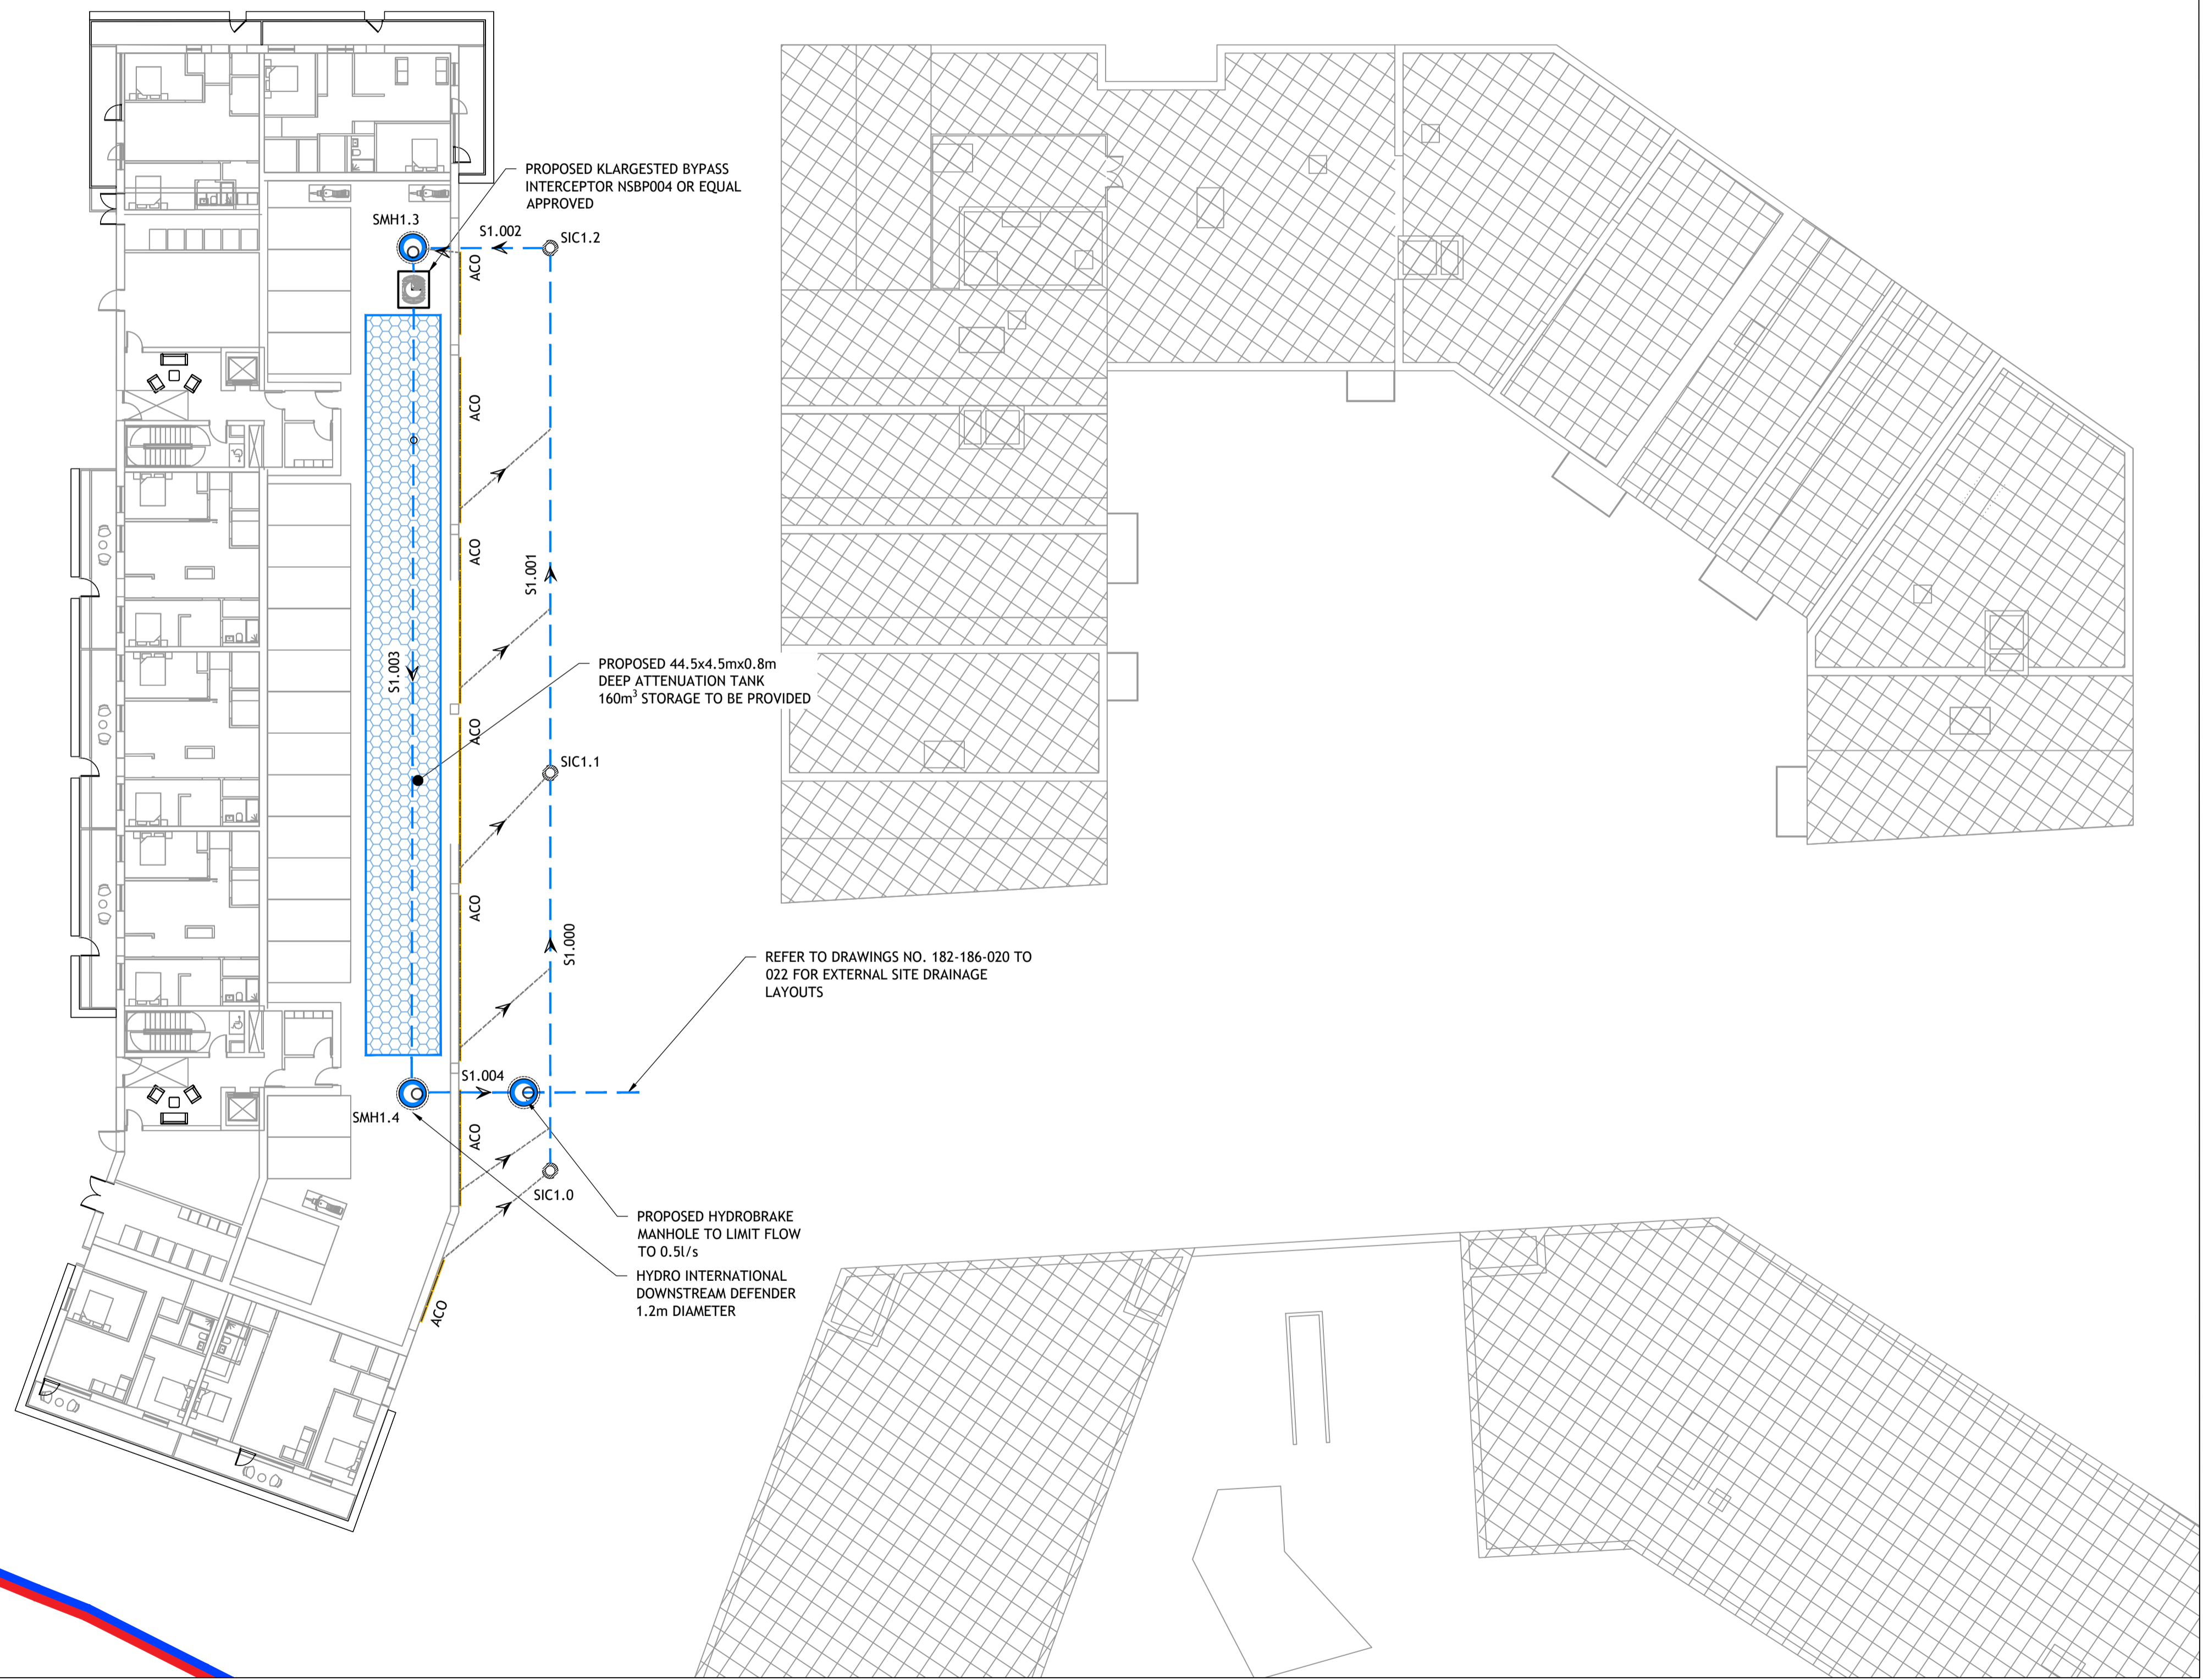 PROPOSED KLARGESTED BYPASS
INTERCEPTOR NSBP004 OR EQUAL
APPROVED
SMH1.3
S1.002
SIC1.2
ACO
ACO
ACO
S1.001
S1.003
PROPOSED 44.5x4.5mx0.8m
DEEP ATTENUATION TANK
160m³ STORAGE TO BE PROVIDED
ACO
SIC1.1
ACO
S1.000
REFER TO DRAWINGS NO. 182-186-020 TO
022 FOR EXTERNAL SITE DRAINAGE
LAYOUTS
S1.004
SMH1.4
ACO
SIC1.0
PROPOSED HYDROBRAKE
MANHOLE TO LIMIT FLOW
TO 0.5l/s
HYDRO INTERNATIONAL
DOWNSTREAM DEFENDER
1.2m DIAMETER
ACO